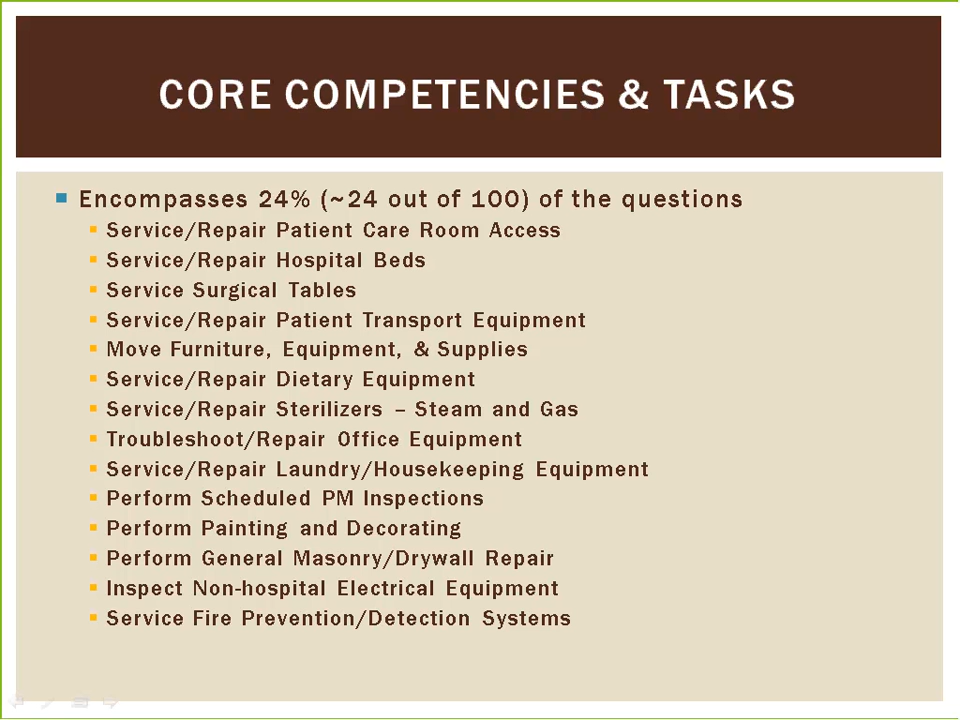 CORE COMPETENCIES & TASKS
Encompasses 24% (~24 out of 100) of the questions
Service/Repair Patient Care Room Access
Service/Repair Hospital Beds
Service Surgical Tables
Service/Repair Patient Transport Equipment
Move Furniture, Equipment, & Supplies
Service/Repair Dietary Equipment
Service/Repair Sterilizers – Steam and Gas
Troubleshoot/Repair Office Equipment
Service/Repair Laundry/Housekeeping Equipment
Perform Scheduled PM Inspections
Perform Painting and Decorating
Perform General Masonry/Drywall Repair
Inspect Non-hospital Electrical Equipment
Service Fire Prevention/Detection Systems